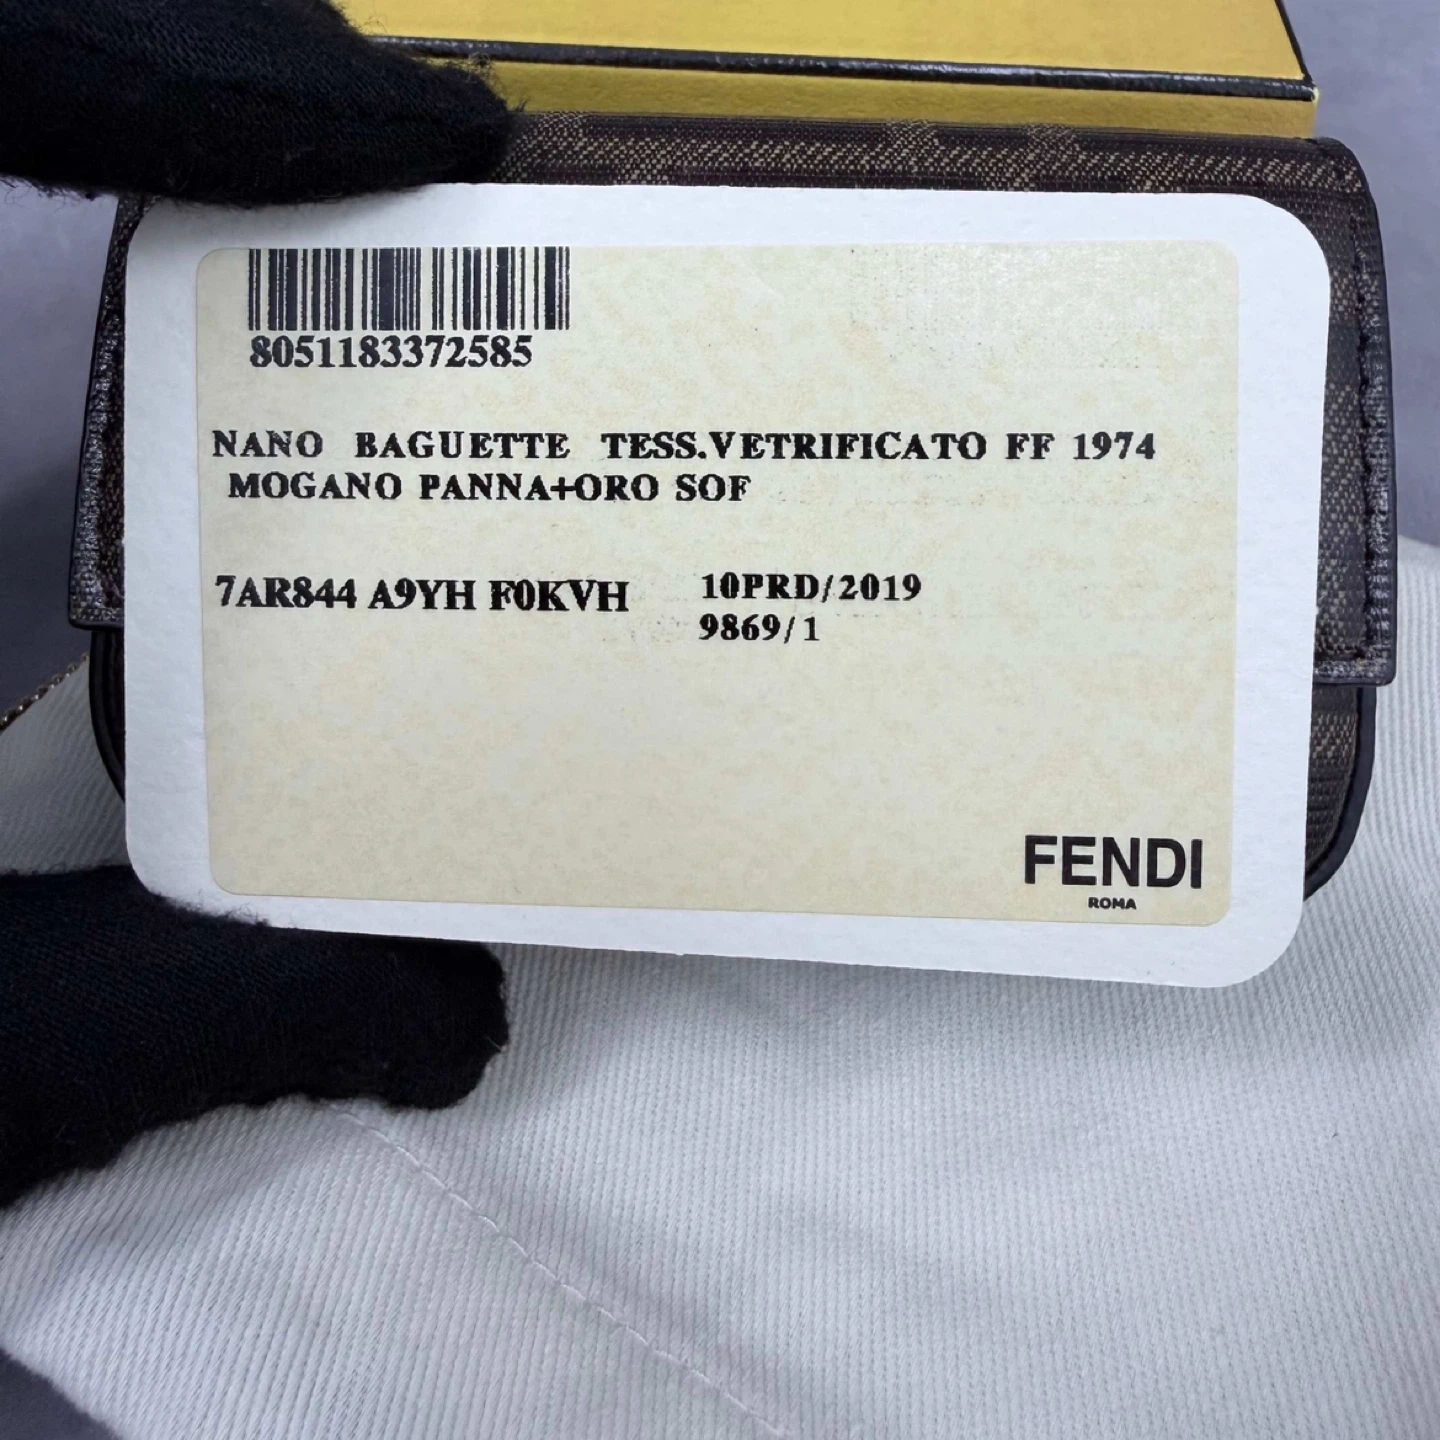 8051183372585
NANO BAGUETTE TESS.VETRIFICATO FF 1974
MOGANO PANNA+ORO SOF
7AR844 A9YH F0KVH
10PRD/2019
9869/1
FENDI
ROMA